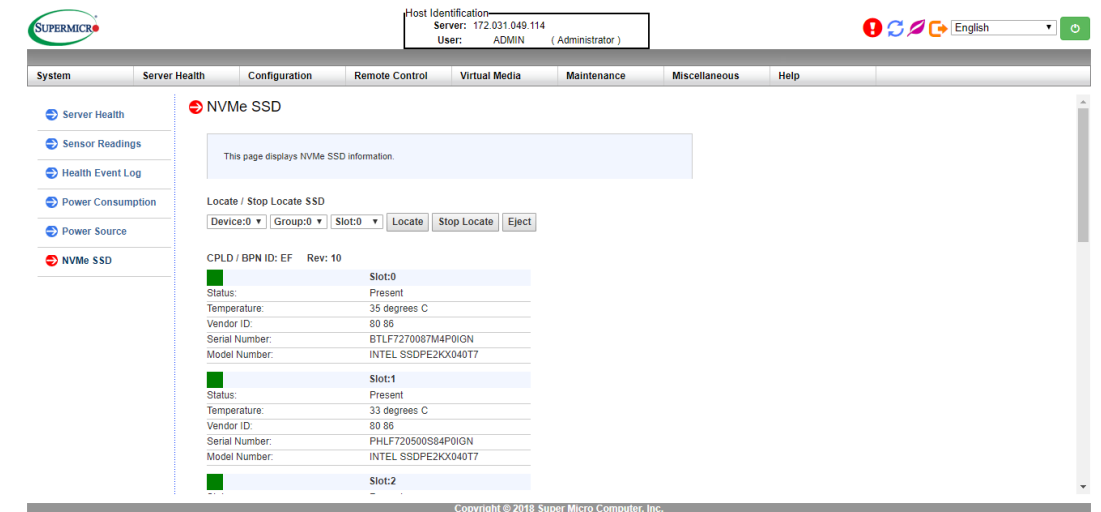 SUPERMICR
Host Identification
Server: 172.031.049.114
User: ADMIN ( Administrator )
English
System Server Health Configuration Remote Control Virtual Media Maintenance Miscellaneous Help
Server Health
Sensor Readings
Health Event Log
Power Consumption
Power Source
NVMe SSD
NVMe SSD
This page displays NVMe SSD information.
Locate / Stop Locate SSD
Device:0 Group:0 Slot:0 Locate Stop Locate Eject
CPLD / BPN ID: EF Rev: 10
Slot:0
Status: Present
Temperature: 35 degrees C
Vendor ID: 80 86
Serial Number: BTLF7270087M4P0IGN
Model Number: INTEL SSDPE2KX040T7
Slot:1
Status: Present
Temperature: 33 degrees C
Vendor ID: 80 86
Serial Number: PHLF720500S84P0IGN
Model Number: INTEL SSDPE2KX040T7
Slot:2
Copyright © 2018 Super Micro Computer, Inc.